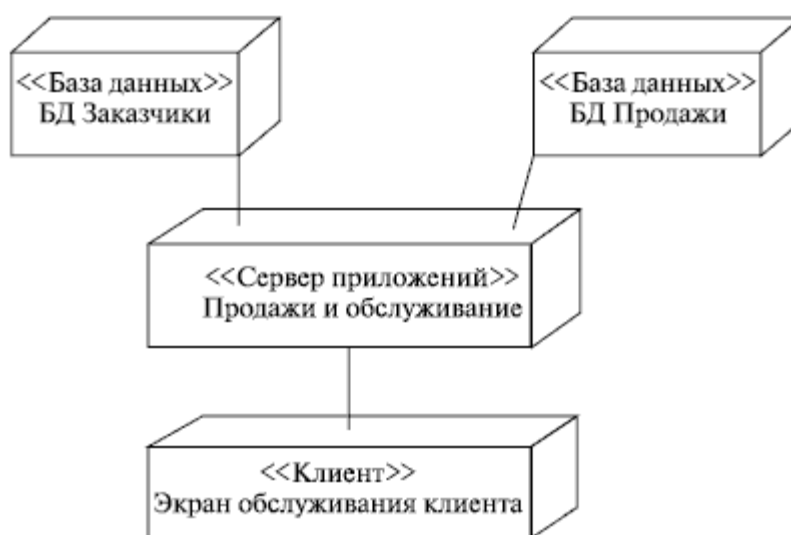 <<База данных>>
БД Заказчики
<<База данных>>
БД Продажи
<<Сервер приложений>>
Продажи и обслуживание
<<Клиент>>
Экран обслуживания клиента